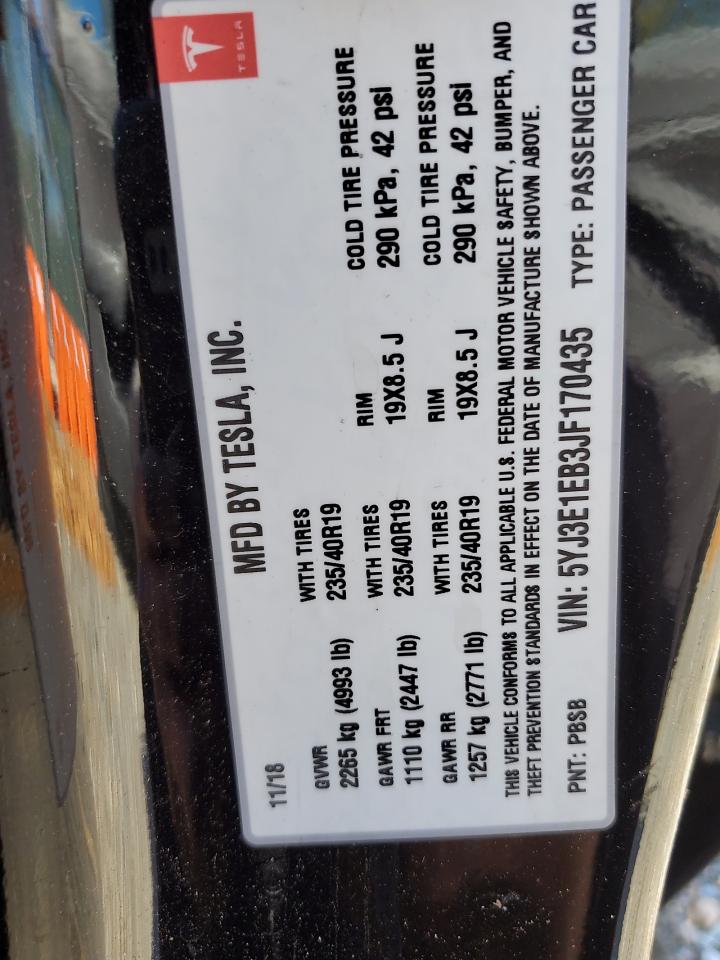 TESLA
11/18
MFD BY TESLA, INC.
GVWR WITH TIRES
2265 kg (4993 lb) 235/40R19
GAWR FRT WITH TIRES RIM COLD TIRE PRESSURE
1110 kg (2447 lb) 235/40R19 19X8.5 J 290 kPa, 42 psi
GAWR RR WITH TIRES RIM COLD TIRE PRESSURE
1257 kg (2771 lb) 235/40R19 19X8.5 J 290 kPa, 42 psi
THIS VEHICLE CONFORMS TO ALL APPLICABLE U.S. FEDERAL MOTOR VEHICLE SAFETY, BUMPER, AND
THEFT PREVENTION STANDARDS IN EFFECT ON THE DATE OF MANUFACTURE SHOWN ABOVE.
PNT: PBSB VIN: 5YJ3E1EB3JF170435 TYPE: PASSENGER CAR